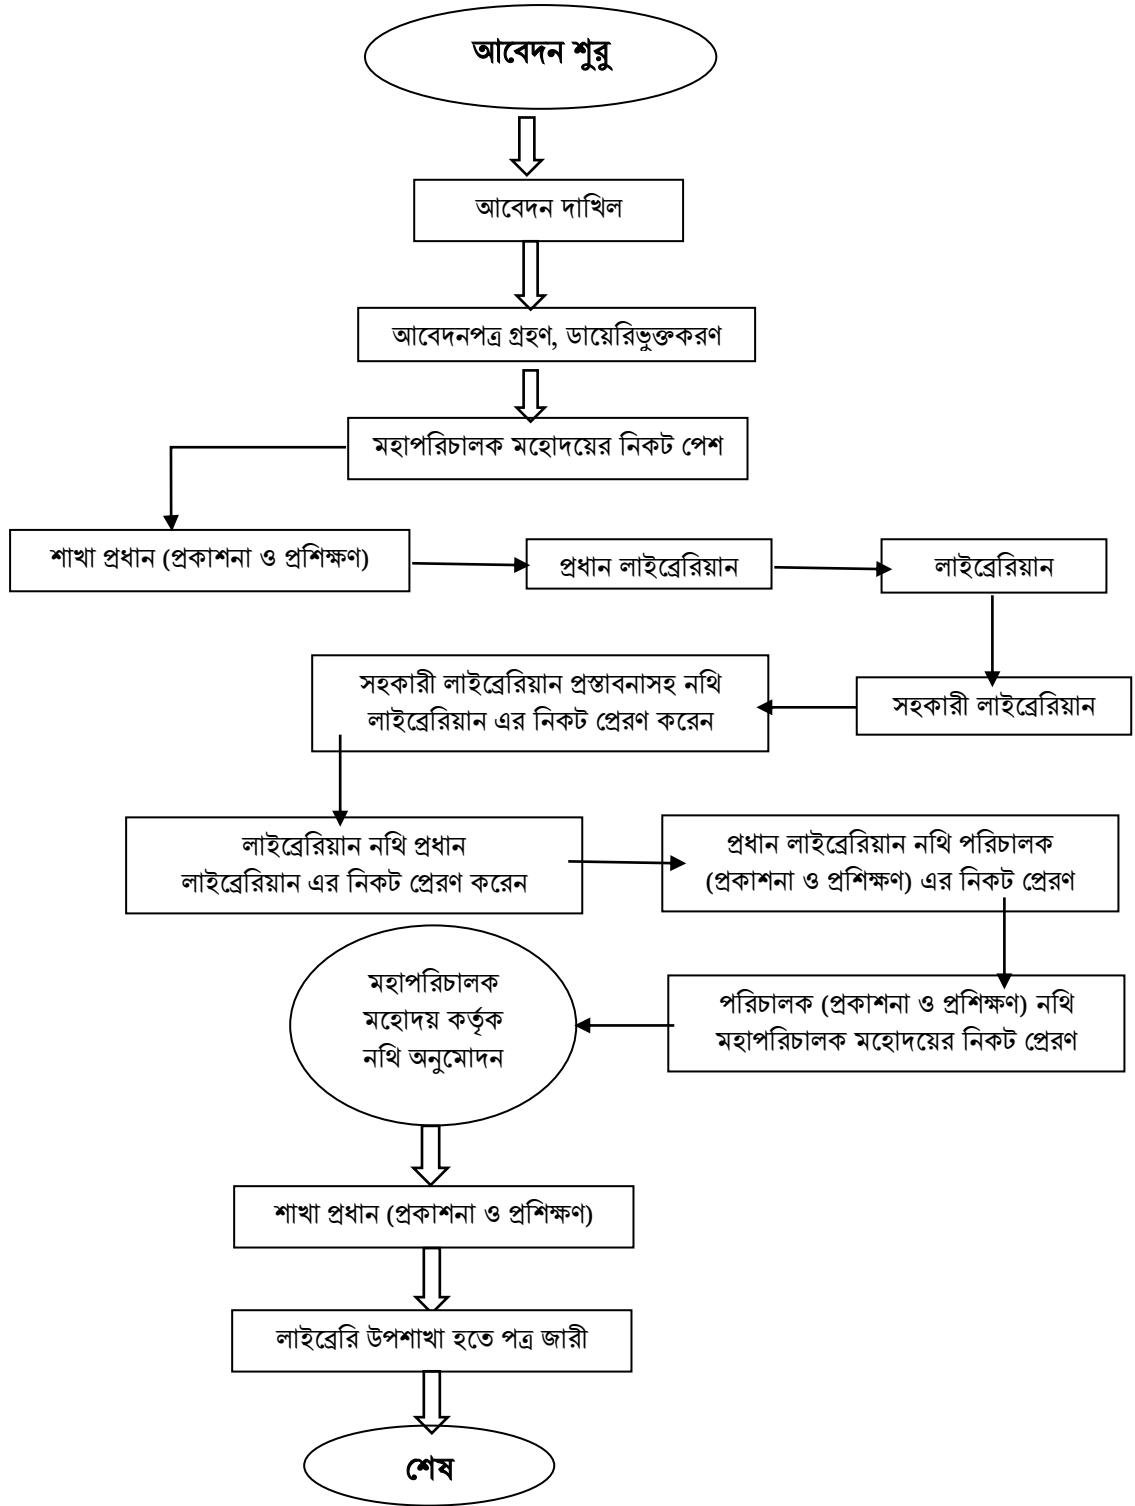 আবেদন শুরু
আবেদন দাখিল
আবেদনপত্র গ্রহণ, ডায়েরিভুক্তকরণ
মহাপরিচালক মহোদয়ের নিকট পেশ
শাখা প্রধান (প্রকাশনা ও প্রশিক্ষণ)
প্রধান লাইব্রেরিয়ান
লাইব্রেরিয়ান
সহকারী লাইব্রেরিয়ান
সহকারী লাইব্রেরিয়ান প্রস্তাবনাসহ নথি
লাইব্রেরিয়ান এর নিকট প্রেরণ করেন
লাইব্রেরিয়ান নথি প্রধান
লাইব্রেরিয়ান এর নিকট প্রেরণ করেন
প্রধান লাইব্রেরিয়ান নথি পরিচালক
(প্রকাশনা ও প্রশিক্ষণ) এর নিকট প্রেরণ
পরিচালক (প্রকাশনা ও প্রশিক্ষণ) নথি
মহাপরিচালক মহোদয়ের নিকট প্রেরণ
মহাপরিচালক
মহোদয় কর্তৃক
নথি অনুমোদন
শাখা প্রধান (প্রকাশনা ও প্রশিক্ষণ)
লাইব্রেরি উপশাখা হতে পত্র জারী
শেষ